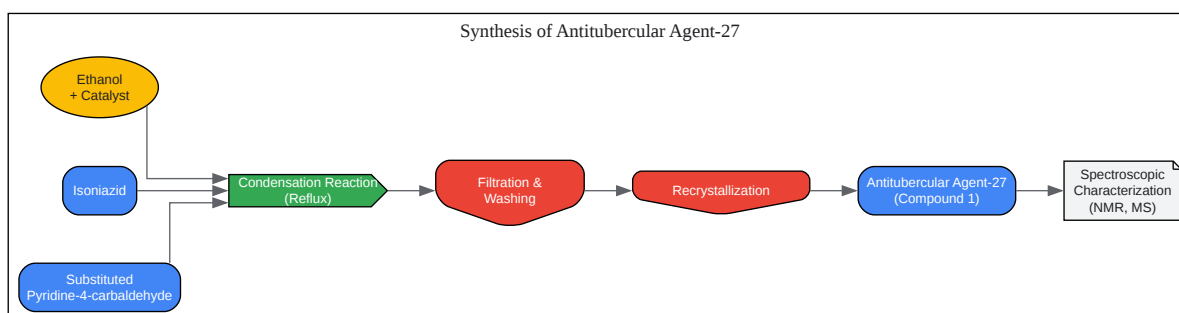 Synthesis of Antitubercular Agent-27
Ethanol
+ Catalyst
Isoniazid
Substituted
Pyridine-4-carbaldehyde
Condensation Reaction
(Reflux)
Filtration &
Washing
Recrystallization
Antitubercular Agent-27
(Compound 1)
Spectroscopic
Characterization
(NMR, MS)